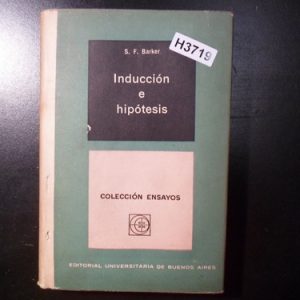 H3719
S. F. Barker
Inducción
e
hipótesis
COLECCIÓN ENSAYOS
EDITORIAL UNIVERSITARIA DE BUENOS AIRES